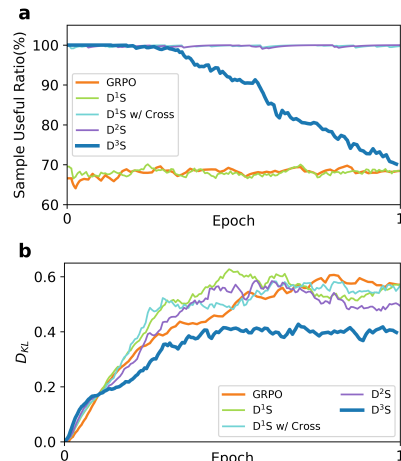 a
Sample Useful Ratio(%)
100
90
80
70
60
GRPO
D¹S
D¹S w/ Cross
D²S
D³S
0
Epoch
1
b
D_KL
0.6
0.4
0.2
0.0
GRPO
D¹S
D¹S w/ Cross
D²S
D³S
0
Epoch
1